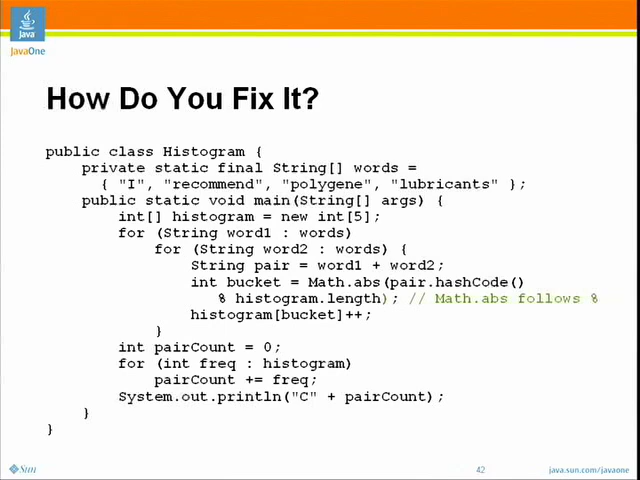 Java
JavaOne
How Do You Fix It?
public class Histogram {
private static final String[] words =
{ "I", "recommend", "polygene", "lubricants" };
public static void main(String[] args) {
int[] histogram = new int[5];
for (String word1 : words)
for (String word2 : words) {
String pair = word1 + word2;
int bucket = Math.abs(pair.hashCode()
% histogram.length); // Math.abs follows %
histogram[bucket]++;
}
int pairCount = 0;
for (int freq : histogram)
pairCount += freq;
System.out.println("C" + pairCount);
}
}
Sun
42
java.sun.com/javaone